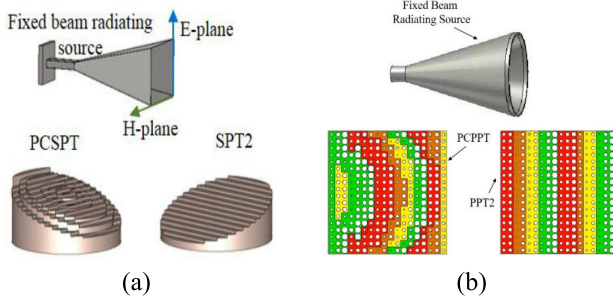 Fixed beam radiating
source
E-plane
H-plane
PCSPT
SPT2
(a)
Fixed Beam
Radiating Source
PCPPT
PPT2
(b)